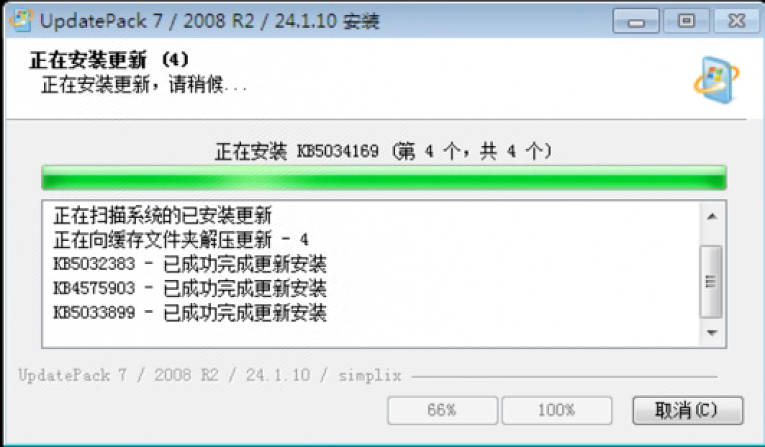 UpdatePack 7 / 2008 R2 / 24.1.10 安装
正在安装更新 (4)
正在安装更新，请稍候...
正在安装 KB5034169 (第 4 个，共 4 个)
正在扫描系统的已安装更新
正在向缓存文件夹解压更新 - 4
KB5032383 - 已成功完成更新安装
KB4575903 - 已成功完成更新安装
KB5033899 - 已成功完成更新安装
UpdatePack 7 / 2008 R2 / 24.1.10 / simplix
66%
100%
取消(C)